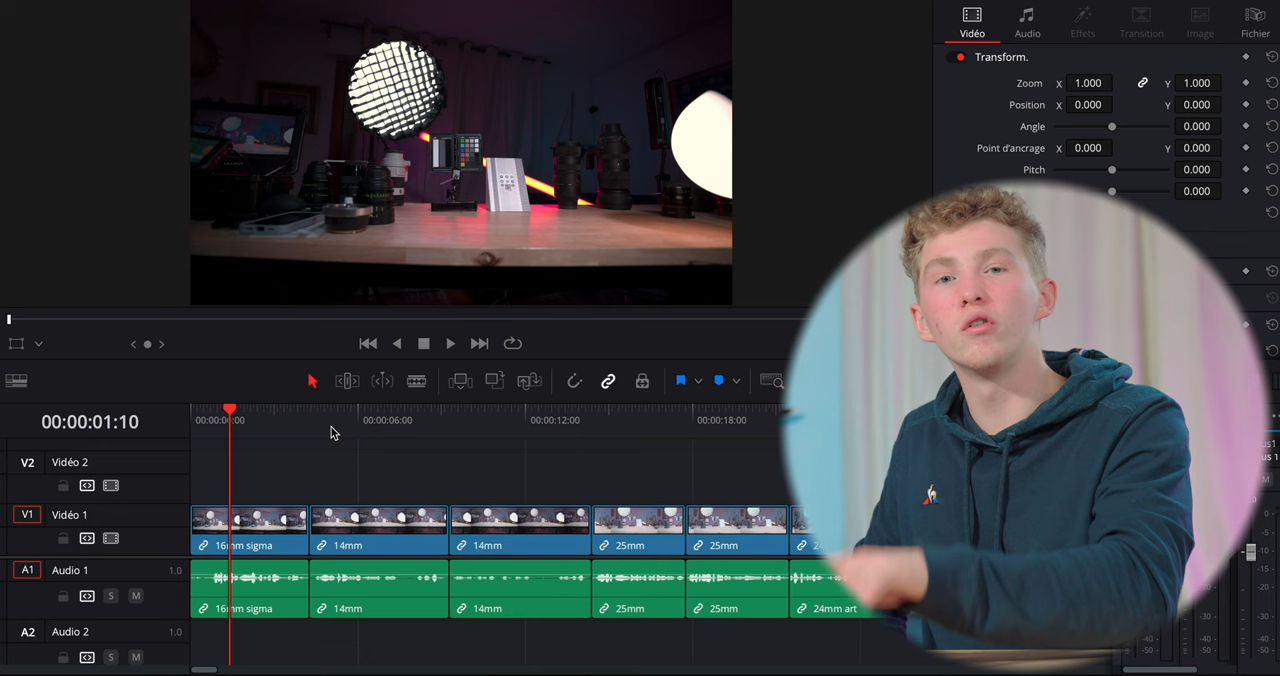 Vidéo Audio Effets Transition Image Fichier
Transform.
Zoom X 1.000 Y 1.000
Position X 0.000 Y 0.000
Angle 0.000
Point d'ancrage X 0.000 Y 0.000
Pitch 0.000
0.000
00:00:01:10
00:00:00:00 00:00:06:00 00:00:12:00 00:00:18:00
V2 Vidéo 2
V1 Vidéo 1
16mm sigma 14mm 14mm 25mm 25mm
A1 Audio 1 1.0
S M
16mm sigma 14mm 14mm 25mm 25mm 24mm art
A2 Audio 2 1.0
S M